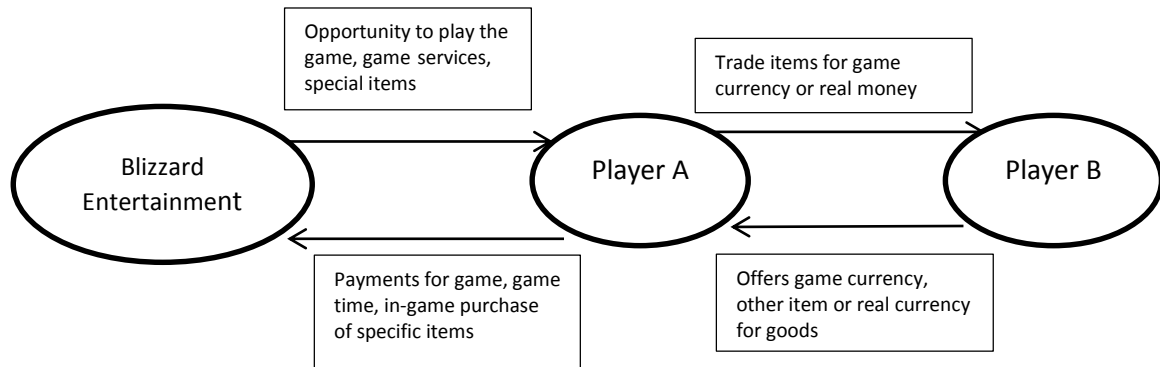 Opportunity to play the
game, game services,
special items
Trade items for game
currency or real money
Blizzard
Entertainment
Player A
Player B
Payments for game, game
time, in-game purchase
of specific items
Offers game currency,
other item or real currency
for goods